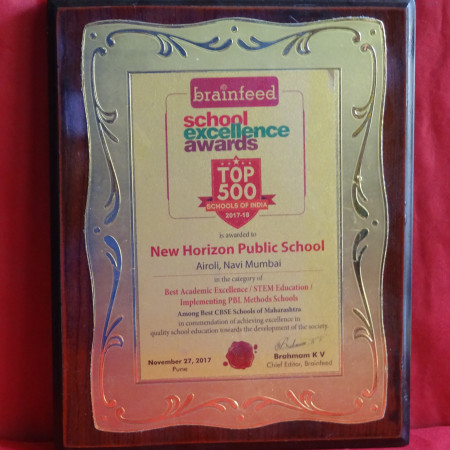 brainfeed
school
excellence
awards
TOP
500
SCHOOLS OF INDIA
2017-18
is awarded to
New Horizon Public School
Airoli, Navi Mumbai
in the category of
Best Academic Excellence / STEM Education /
Implementing PBL Methods Schools
Among Best CBSE Schools of Maharashtra
in commendation of achieving excellence in
quality school education towards the development of the society.
November 27, 2017
Pune
Brahmam K V
Chief Editor, Brainfeed